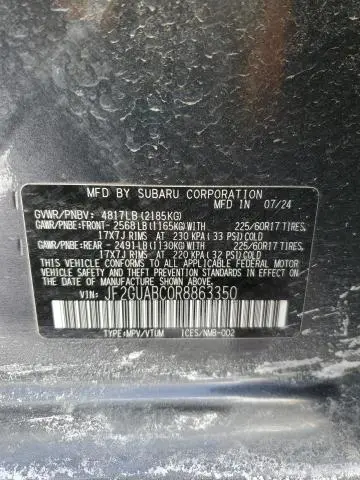 MFD BY SUBARU CORPORATION
MFD IN 07/24
GVWR/PNBV: 4817LB(2185KG)
GAWR/PNBE:FRONT- 2568LB(1165KG)WITH 225/60R17 TIRES,
17X7J RIMS AT 230 KPA( 33 PSI)COLD
GAWR/PNBE:REAR - 2491LB(1130KG)WITH 225/60R17 TIRES,
17X7J RIMS AT 220 KPA( 32 PSI)COLD
THIS VEHICLE CONFORMS TO ALL APPLICABLE FEDERAL
MOTOR VEHICLE SAFETY, BUMPER, AND THEFT PREVENTION
STANDARDS IN EFFECT ON THE DATE OF MANUFACTURE
SHOWN ABOVE.
VIN: JF2GUABC0R8863350
TYPE:MPV/VTUM ICES/NMB-002